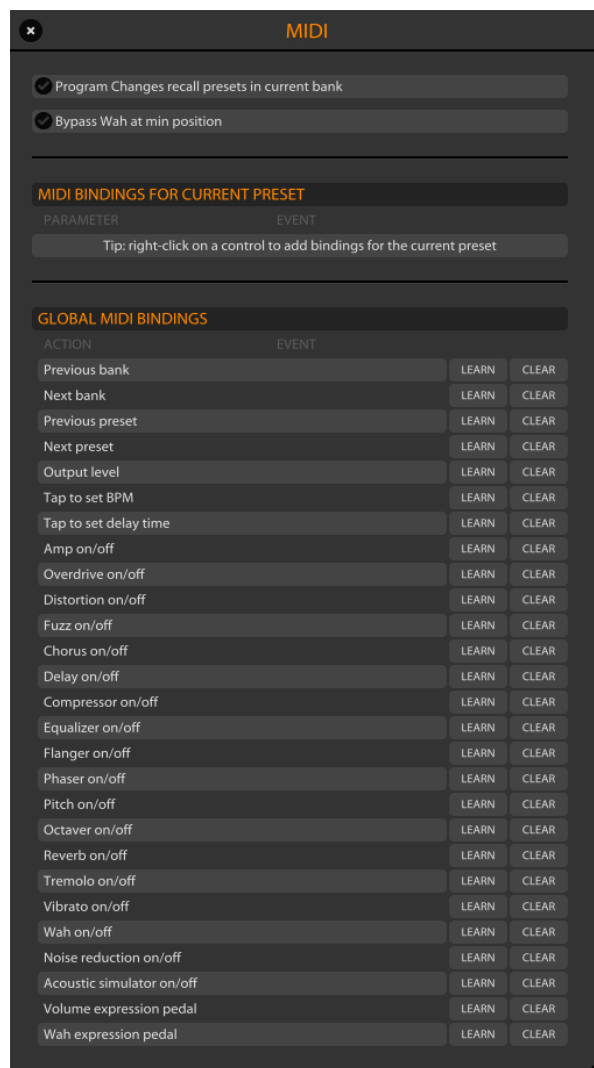 MIDI
Program Changes recall presets in current bank
Bypass Wah at min position
MIDI BINDINGS FOR CURRENT PRESET
PARAMETER EVENT
Tip: right-click on a control to add bindings for the current preset
GLOBAL MIDI BINDINGS
ACTION EVENT
Previous bank LEARN CLEAR
Next bank LEARN CLEAR
Previous preset LEARN CLEAR
Next preset LEARN CLEAR
Output level LEARN CLEAR
Tap to set BPM LEARN CLEAR
Tap to set delay time LEARN CLEAR
Amp on/off LEARN CLEAR
Overdrive on/off LEARN CLEAR
Distortion on/off LEARN CLEAR
Fuzz on/off LEARN CLEAR
Chorus on/off LEARN CLEAR
Delay on/off LEARN CLEAR
Compressor on/off LEARN CLEAR
Equalizer on/off LEARN CLEAR
Flanger on/off LEARN CLEAR
Phaser on/off LEARN CLEAR
Pitch on/off LEARN CLEAR
Octaver on/off LEARN CLEAR
Reverb on/off LEARN CLEAR
Tremolo on/off LEARN CLEAR
Vibrato on/off LEARN CLEAR
Wah on/off LEARN CLEAR
Noise reduction on/off LEARN CLEAR
Acoustic simulator on/off LEARN CLEAR
Volume expression pedal LEARN CLEAR
Wah expression pedal LEARN CLEAR